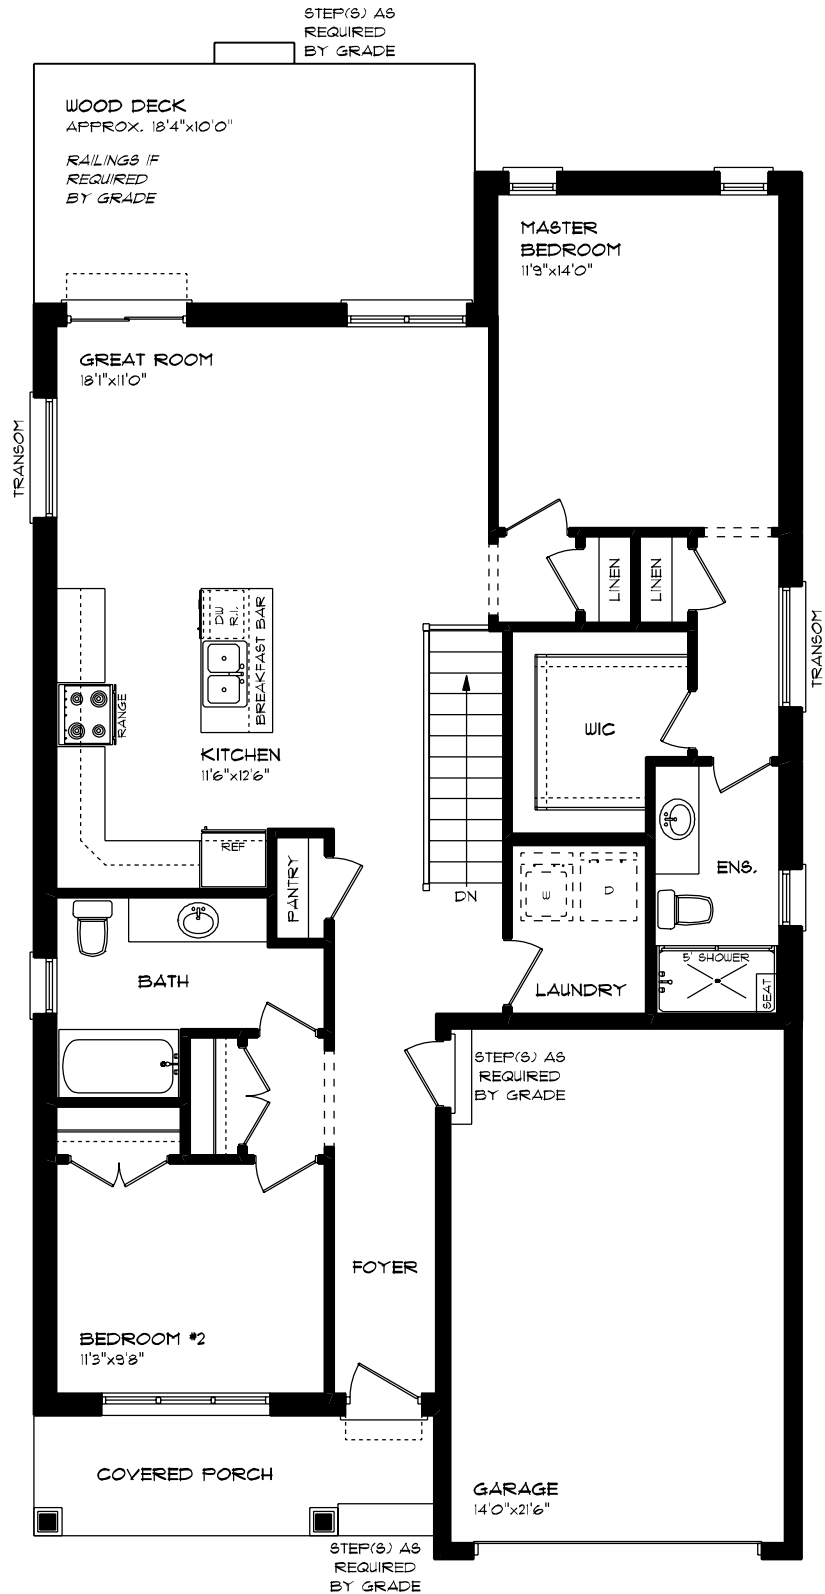 STEP(S) AS
REQUIRED
BY GRADE
WOOD DECK
APPROX. 18'4"x10'0"
RAILINGS IF
REQUIRED
BY GRADE
MASTER
BEDROOM
11'9"x14'0"
GREAT ROOM
18'1"x11'0"
TRANSOM
LINEN
LINEN
TRANSOM
DW
R.I.
BREAKFAST BAR
RANGE
KITCHEN
11'6"x12'6"
WIC
REF
PANTRY
DN
W
D
ENS.
5' SHOWER
SEAT
BATH
LAUNDRY
STEP(S) AS
REQUIRED
BY GRADE
FOYER
BEDROOM #2
11'3"x9'8"
COVERED PORCH
GARAGE
14'0"x21'6"
STEP(S) AS
REQUIRED
BY GRADE